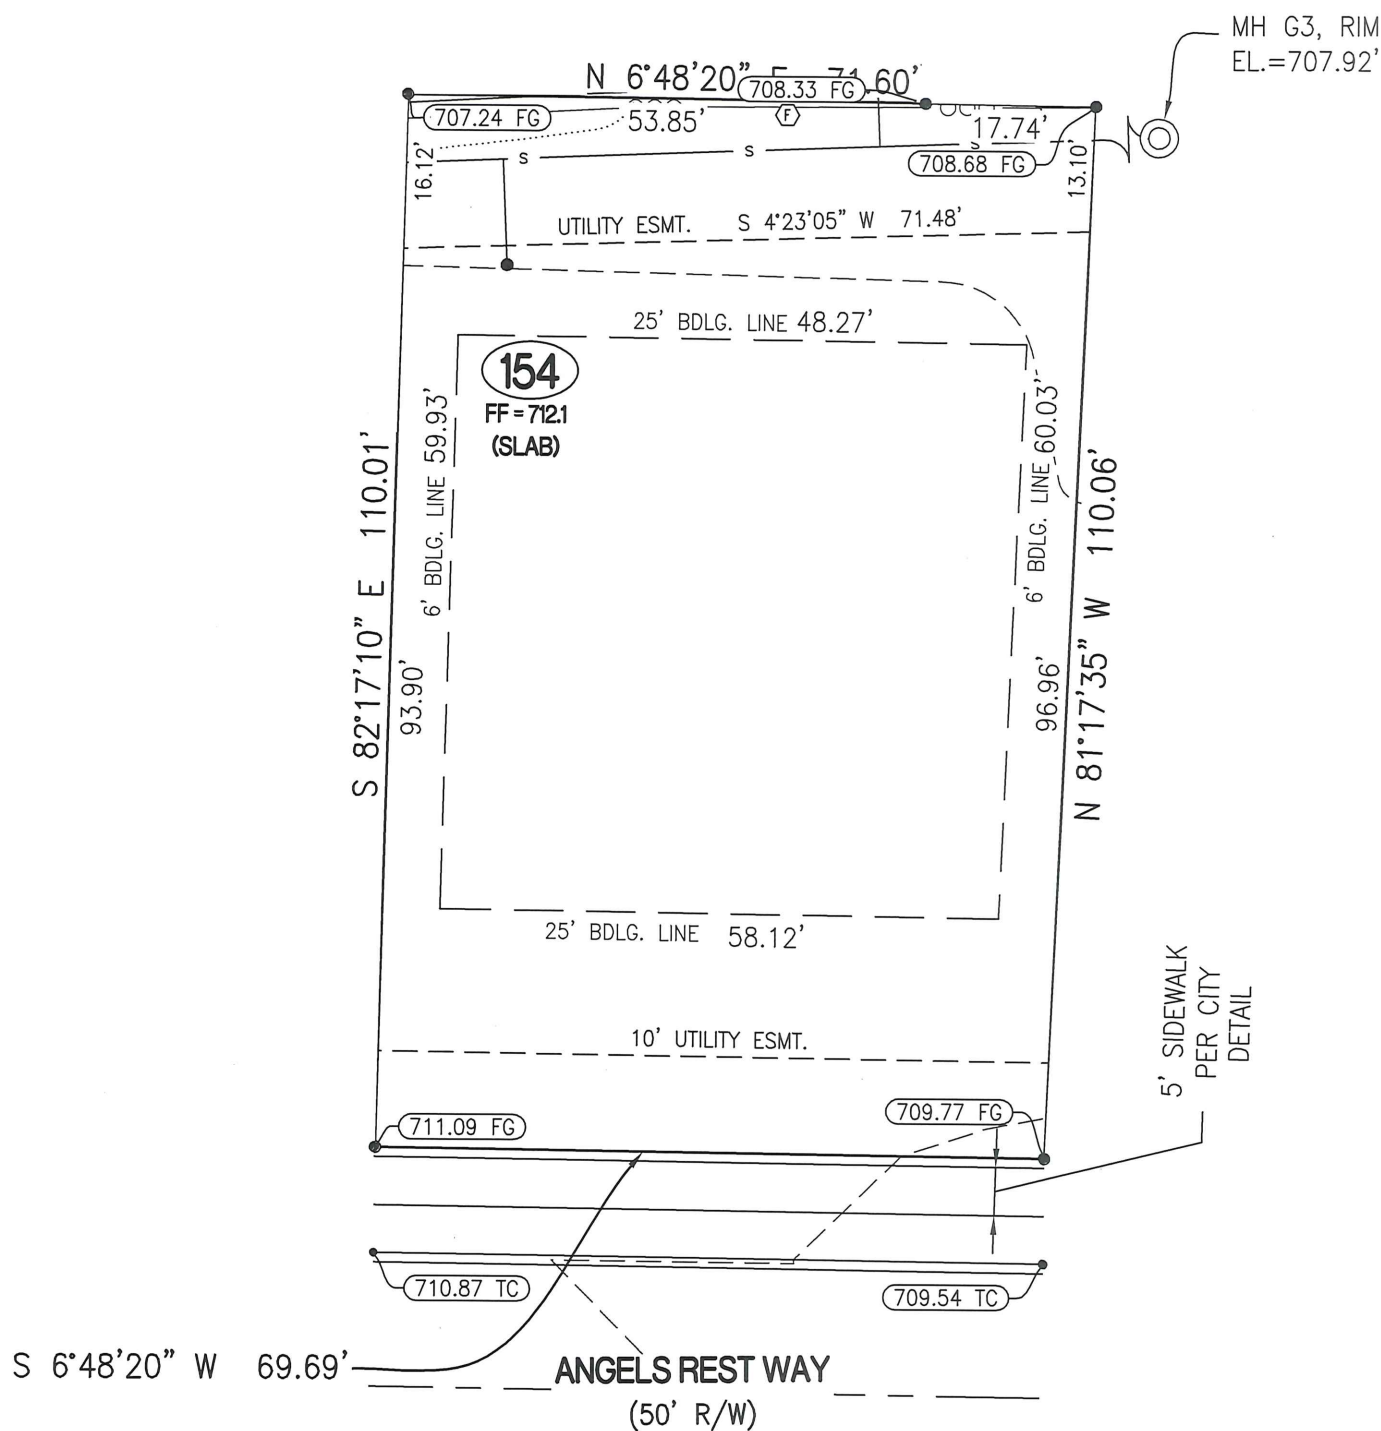 MH G3, RIM
EL.=707.92'
N 6°48'20" E 71.60'
708.33 FG
707.24 FG
53.85'
F
17.74'
S
S
S
708.68 FG
16.12'
13.10'
UTILITY ESMT. S 4°23'05" W 71.48'
25' BDLG. LINE 48.27'
154
FF = 712.1
(SLAB)
6' BDLG. LINE 59.93'
6' BDLG. LINE 60.03'
S 82°17'10" E 110.01'
93.90'
96.96'
N 81°17'35" W 110.06'
25' BDLG. LINE 58.12'
5' SIDEWALK
PER CITY
DETAIL
10' UTILITY ESMT.
711.09 FG
709.77 FG
710.87 TC
709.54 TC
S 6°48'20" W 69.69'
ANGELS REST WAY
(50' R/W)